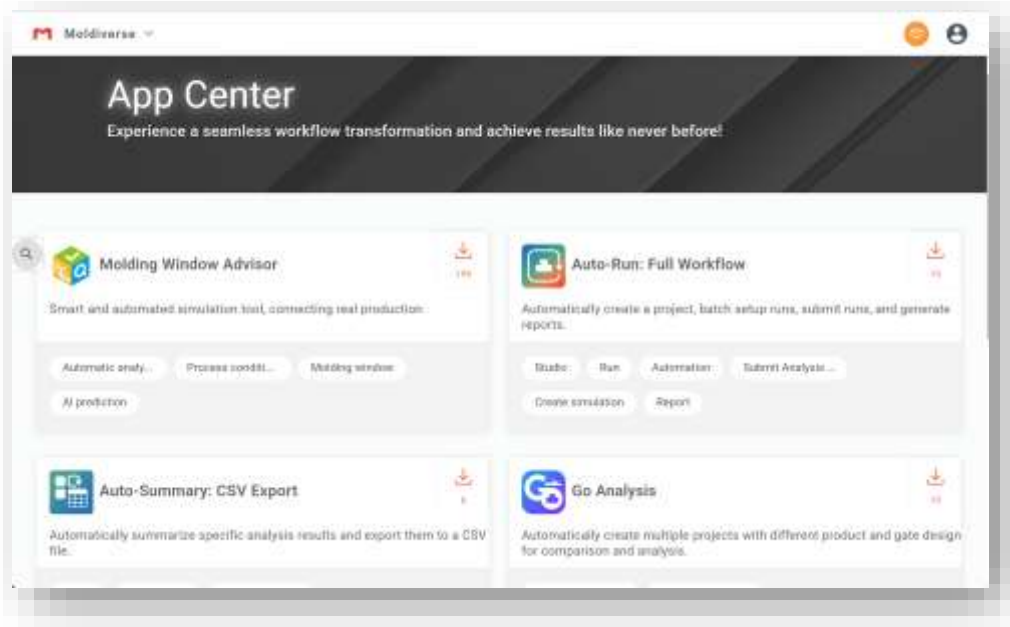 Moldiverse
App Center
Experience a seamless workflow transformation and achieve results like never before!
Molding Window Advisor
Smart and automated simulation tool, connecting real production
Automatic analy...
Process conditi...
Molding window
AI prediction
Auto-Run: Full Workflow
Automatically create a project, batch setup runs, submit runs, and generate
reports.
Studio
Run
Automation
Submit Analysis ...
Create simulation
Report
Auto-Summary: CSV Export
Automatically summarize specific analysis results and export them to a CSV
file.
Go Analysis
Automatically create multiple projects with different product and gate design
for comparison and analysis.